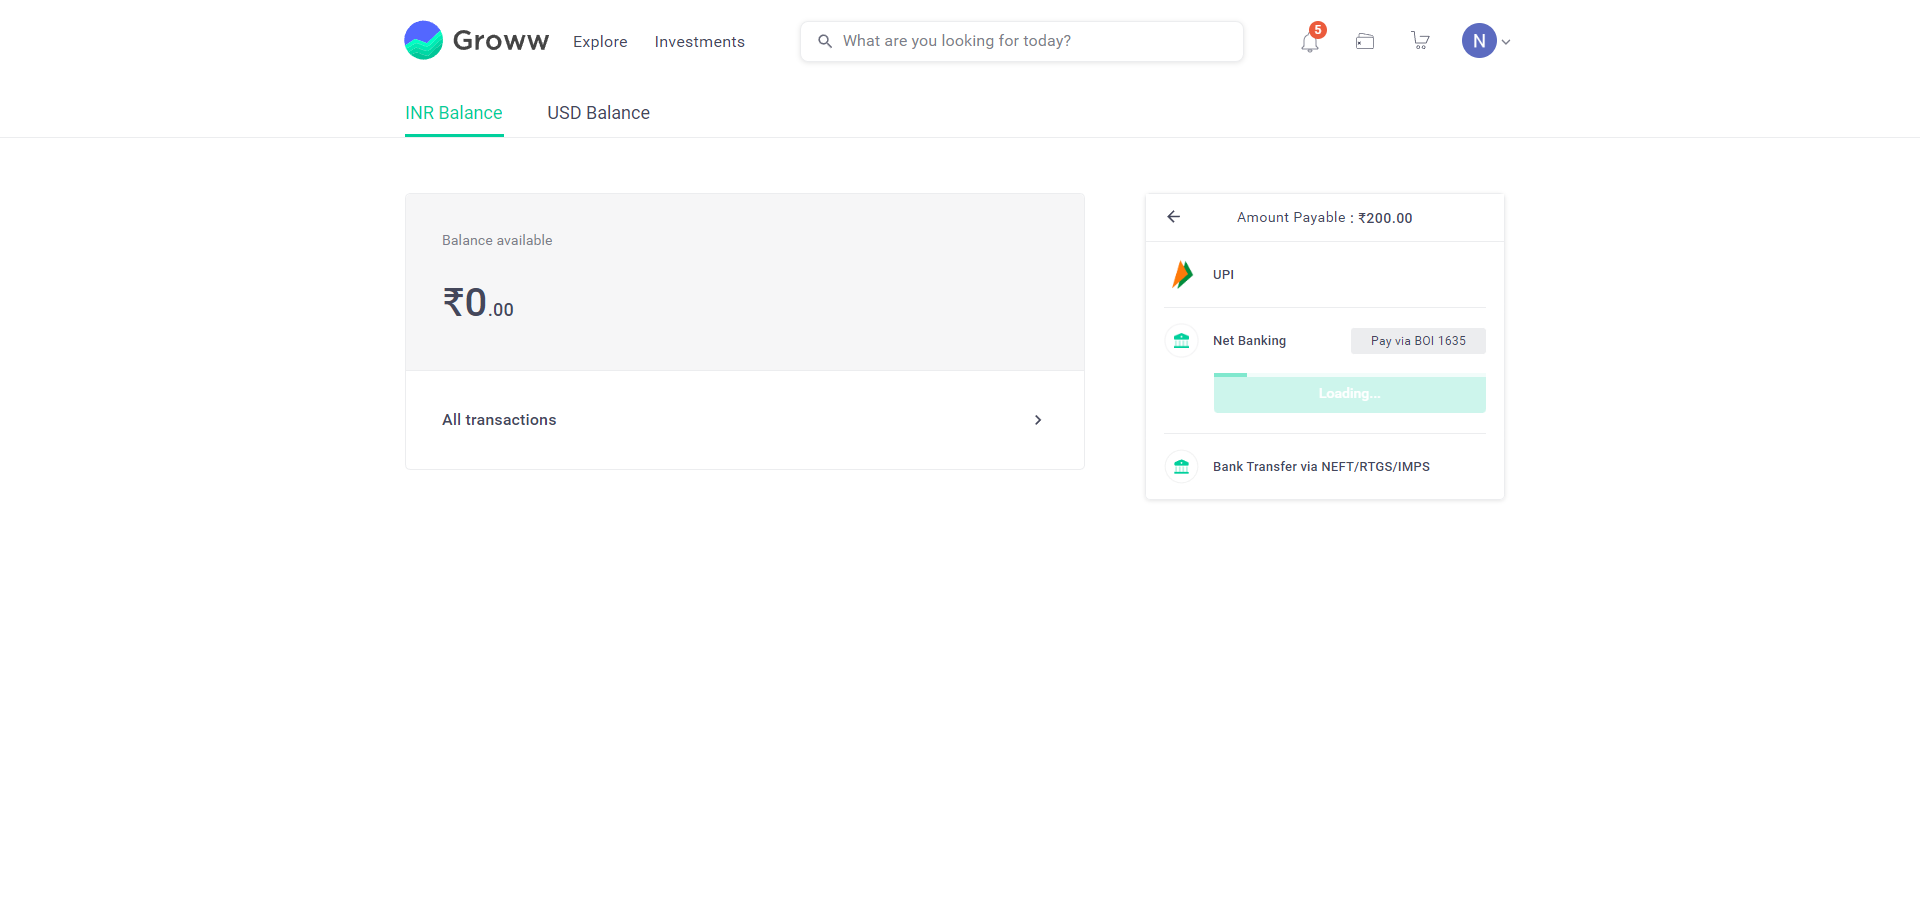 Groww
Explore
Investments
What are you looking for today?
5
N
INR Balance
USD Balance
Balance available
₹0.00
All transactions
Amount Payable : ₹200.00
UPI
Net Banking
Pay via BOI 1635
Loading...
Bank Transfer via NEFT/RTGS/IMPS